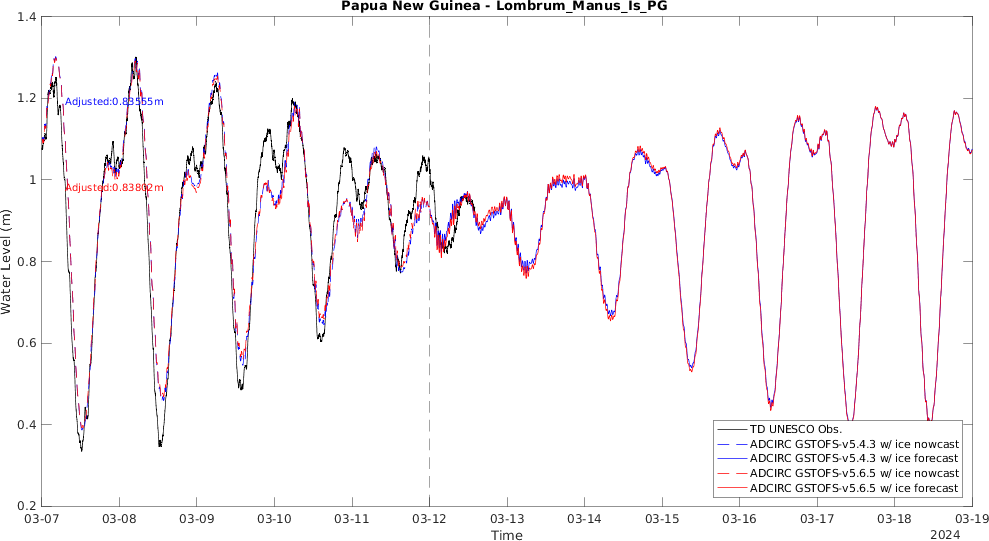 Papua New Guinea - Lombrum_Manus_Is_PG
1.4
1.2
1
0.8
0.6
0.4
0.2
Water Level (m)
Adjusted:0.83555m
Adjusted:0.83802m
TD UNESCO Obs.
ADCIRC GSTOFS-v5.4.3 w/ ice nowcast
ADCIRC GSTOFS-v5.4.3 w/ ice forecast
ADCIRC GSTOFS-v5.6.5 w/ ice nowcast
ADCIRC GSTOFS-v5.6.5 w/ ice forecast
03-07 03-08 03-09 03-10 03-11 03-12 03-13 03-14 03-15 03-16 03-17 03-18 03-19
Time
2024